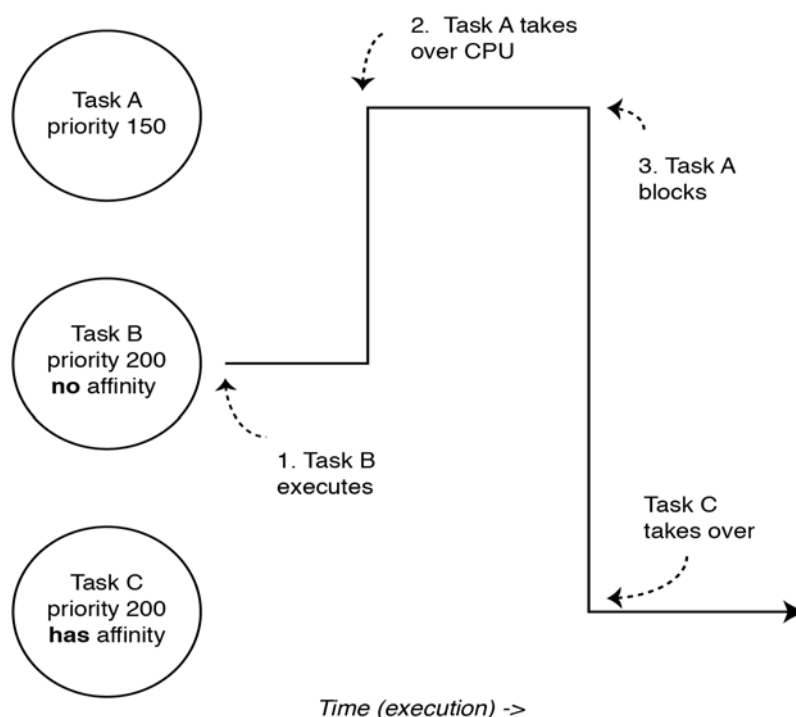 Task A
priority 150
2. Task A takes
over CPU
3. Task A
blocks
Task B
priority 200
no affinity
1. Task B
executes
Task C
takes over
Task C
priority 200
has affinity
Time (execution) ->